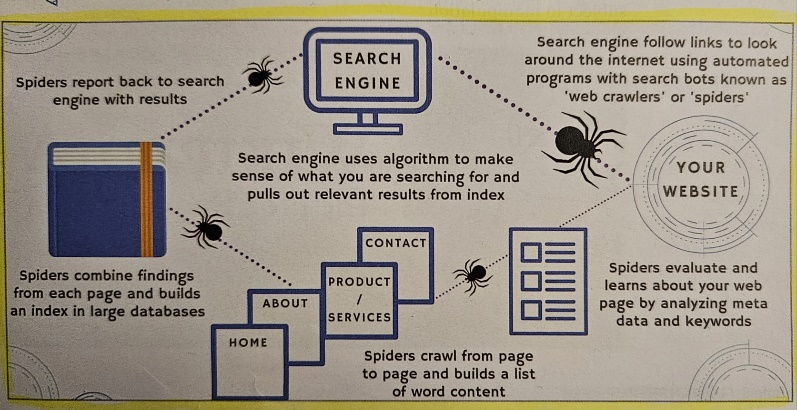 SEARCH
ENGINE
Search engine follow links to look
around the internet using automated
programs with search bots known as
'web crawlers' or 'spiders'
Spiders report back to search
engine with results
Search engine uses algorithm to make
sense of what you are searching for and
pulls out relevant results from index
YOUR
WEBSITE
CONTACT
PRODUCT
/
SERVICES
ABOUT
HOME
Spiders combine findings
from each page and builds
an index in large databases
Spiders evaluate and
learns about your web
page by analyzing meta
data and keywords
Spiders crawl from page
to page and builds a list
of word content